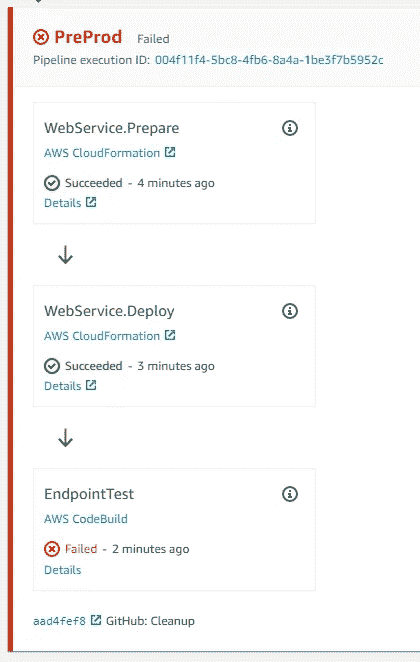 PreProd Failed
Pipeline execution ID: 004f11f4-5bc8-4fb6-8a4a-1be3f7b5952c
WebService.Prepare
AWS CloudFormation
Succeeded - 4 minutes ago
Details
WebService.Deploy
AWS CloudFormation
Succeeded - 3 minutes ago
Details
EndpointTest
AWS CodeBuild
Failed - 2 minutes ago
Details
aad4fef8 GitHub: Cleanup